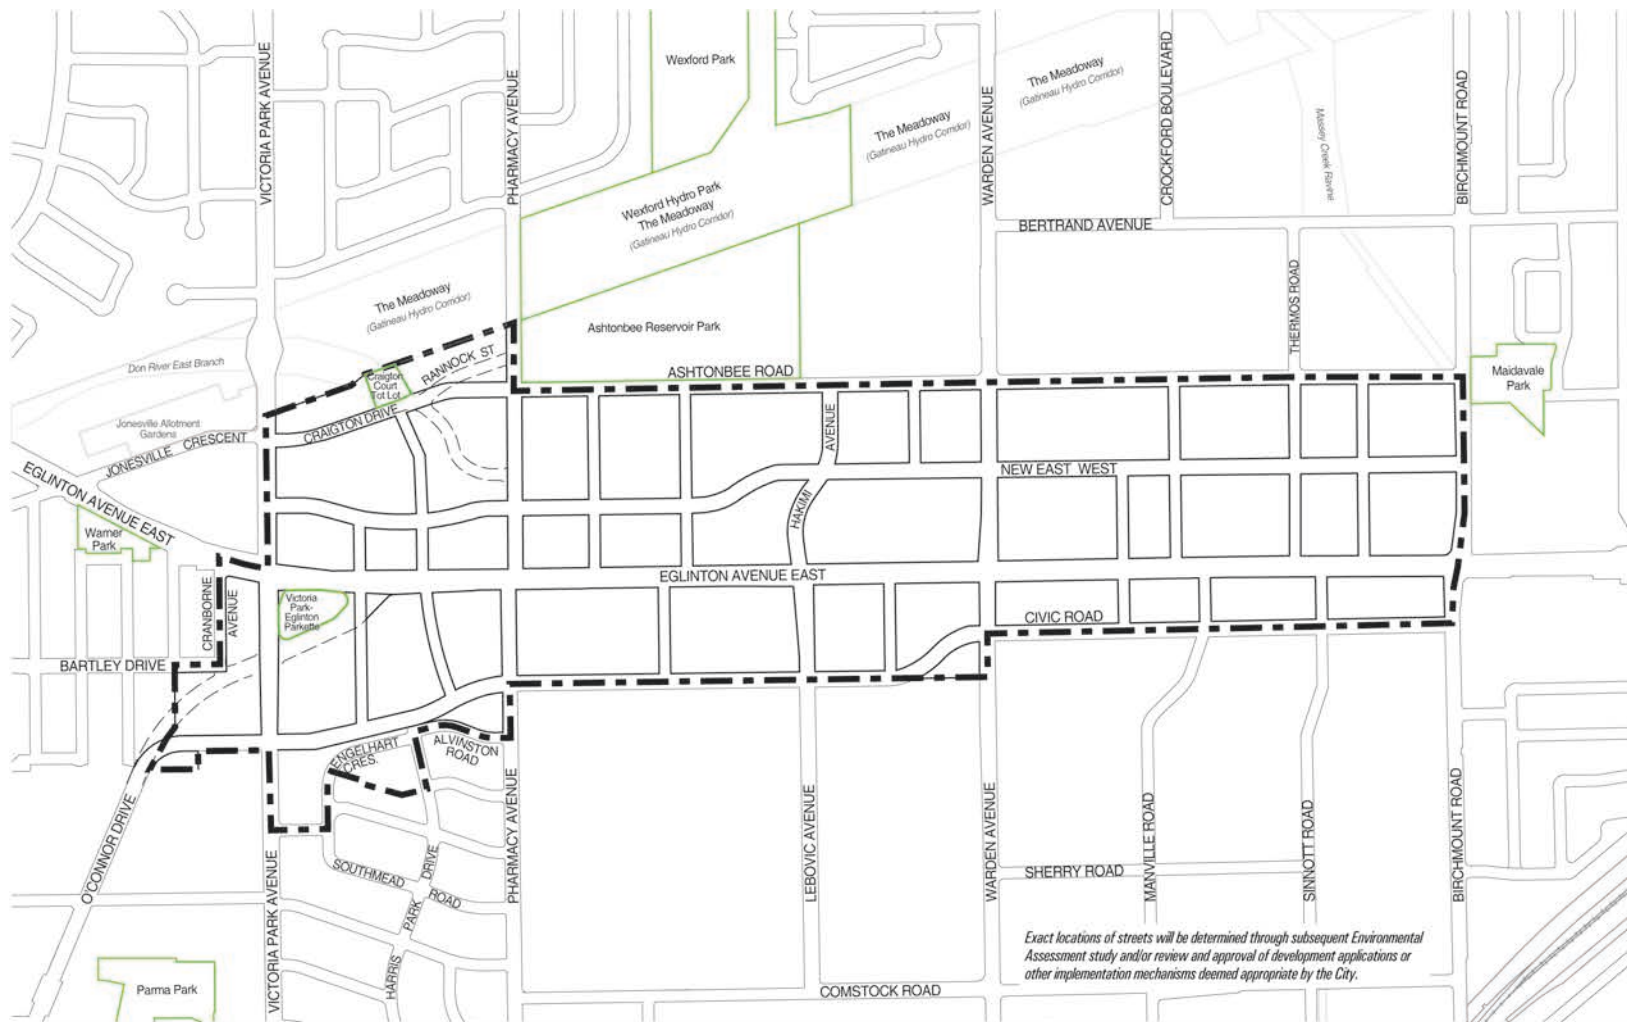 Wexford Park
The Meadoway
(Gatineau Hydro Corridor)
The Meadoway
(Gatineau Hydro Corridor)
VICTORIA PARK AVENUE
PHARMACY AVENUE
WARDEN AVENUE
CROCKFORD BOULEVARD
BIRCHMOUNT ROAD
Massey Creek Ravine
Wexford Hydro Park
The Meadoway
(Gatineau Hydro Corridor)
BERTRAND AVENUE
THERMOS ROAD
The Meadoway
(Gatineau Hydro Corridor)
Ashtonbee Reservoir Park
Don River East Branch
RANNOCK ST
ASHTONBEE ROAD
Maidavale
Park
Craigton
Court
Tot Lot
CRAIGTON DRIVE
Jonesville Allotment
Gardens
JONESVILLE CRESCENT
AVENUE
HAKIMI
NEW EAST WEST
EGLINTON AVENUE EAST
Warner
Park
EGLINTON AVENUE EAST
CRANBORNE
AVENUE
Victoria
Park-
Eglinton
Parkette
CIVIC ROAD
BARTLEY DRIVE
ENGELHART
CRES.
ALVINSTON
ROAD
O'CONNOR DRIVE
VICTORIA PARK AVENUE
SOUTHMEAD
ROAD
HARRIS
PARK
DRIVE
PHARMACY AVENUE
LEBOVIC AVENUE
WARDEN AVENUE
MANVILLE ROAD
SINNOTT ROAD
BIRCHMOUNT ROAD
SHERRY ROAD
Exact locations of streets will be determined through subsequent Environmental
Assessment study and/or review and approval of development applications or
other implementation mechanisms deemed appropriate by the City.
Parma Park
COMSTOCK ROAD